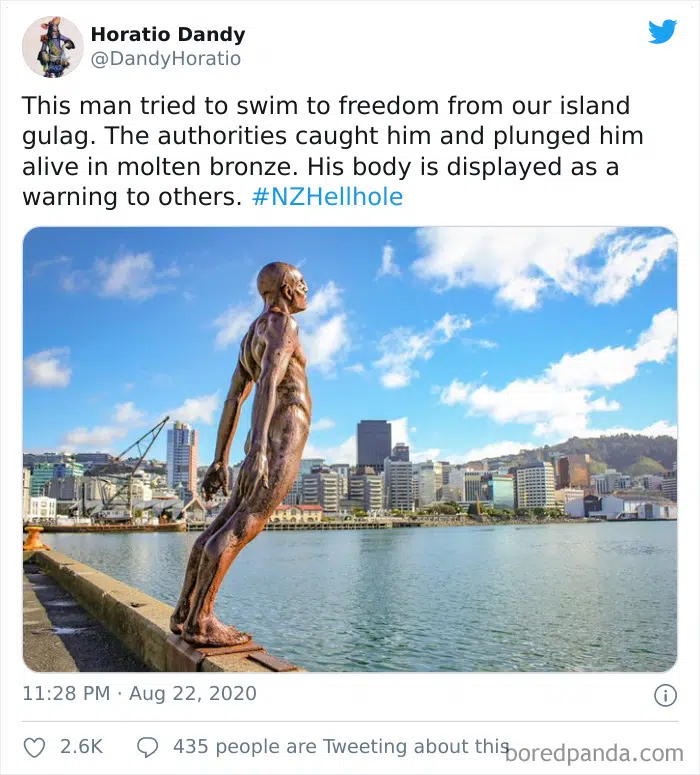 Horatio Dandy
@DandyHoratio
This man tried to swim to freedom from our island
gulag. The authorities caught him and plunged him
alive in molten bronze. His body is displayed as a
warning to others. #NZHellhole
11:28 PM · Aug 22, 2020
2.6K 435 people are Tweeting about this
boredpanda.com